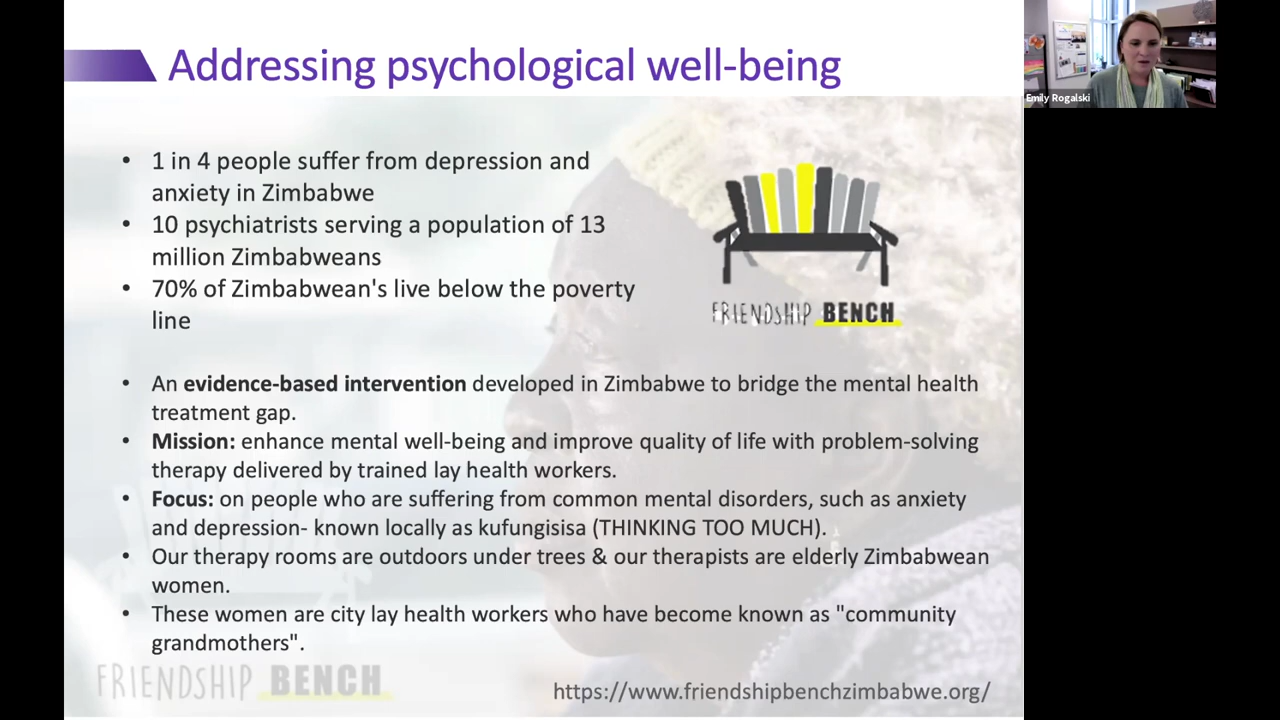 Addressing psychological well-being
Emily Rogalski
• 1 in 4 people suffer from depression and
anxiety in Zimbabwe
• 10 psychiatrists serving a population of 13
million Zimbabweans
• 70% of Zimbabwean's live below the poverty
line
FRIENDSHIP BENCH
• An evidence-based intervention developed in Zimbabwe to bridge the mental health
treatment gap.
• Mission: enhance mental well-being and improve quality of life with problem-solving
therapy delivered by trained lay health workers.
• Focus: on people who are suffering from common mental disorders, such as anxiety
and depression- known locally as kufungisisa (THINKING TOO MUCH).
• Our therapy rooms are outdoors under trees & our therapists are elderly Zimbabwean
women.
• These women are city lay health workers who have become known as "community
grandmothers".
FRIENDSHIP BENCH
https://www.friendshipbenchzimbabwe.org/